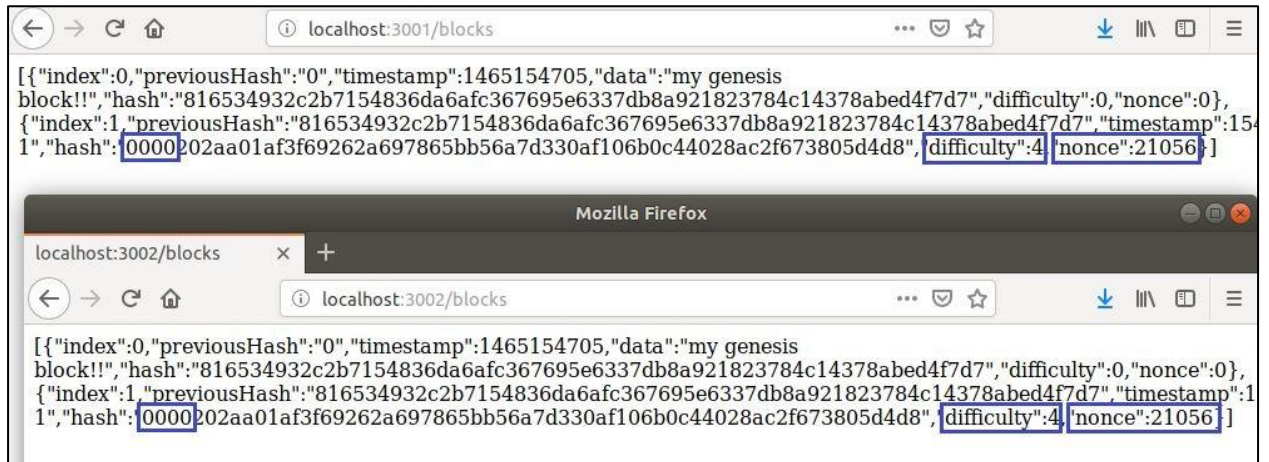 localhost:3001/blocks
[{"index":0,"previousHash":"0","timestamp":1465154705,"data":"my genesis
block!!","hash":"816534932c2b7154836da6afc367695e6337db8a921823784c14378abed4f7d7","difficulty":0,"nonce":0},
{"index":1,"previousHash":"816534932c2b7154836da6afc367695e6337db8a921823784c14378abed4f7d7","timestamp":154
1","hash":"0000202aa01af3f69262a697865bb56a7d330af106b0c44028ac2f673805d4d8","difficulty":4,"nonce":21056}]
Mozilla Firefox
localhost:3002/blocks
localhost:3002/blocks
[{"index":0,"previousHash":"0","timestamp":1465154705,"data":"my genesis
block!!","hash":"816534932c2b7154836da6afc367695e6337db8a921823784c14378abed4f7d7","difficulty":0,"nonce":0},
{"index":1,"previousHash":"816534932c2b7154836da6afc367695e6337db8a921823784c14378abed4f7d7","timestamp":1
1","hash":"0000202aa01af3f69262a697865bb56a7d330af106b0c44028ac2f673805d4d8","difficulty":4,"nonce":21056}]